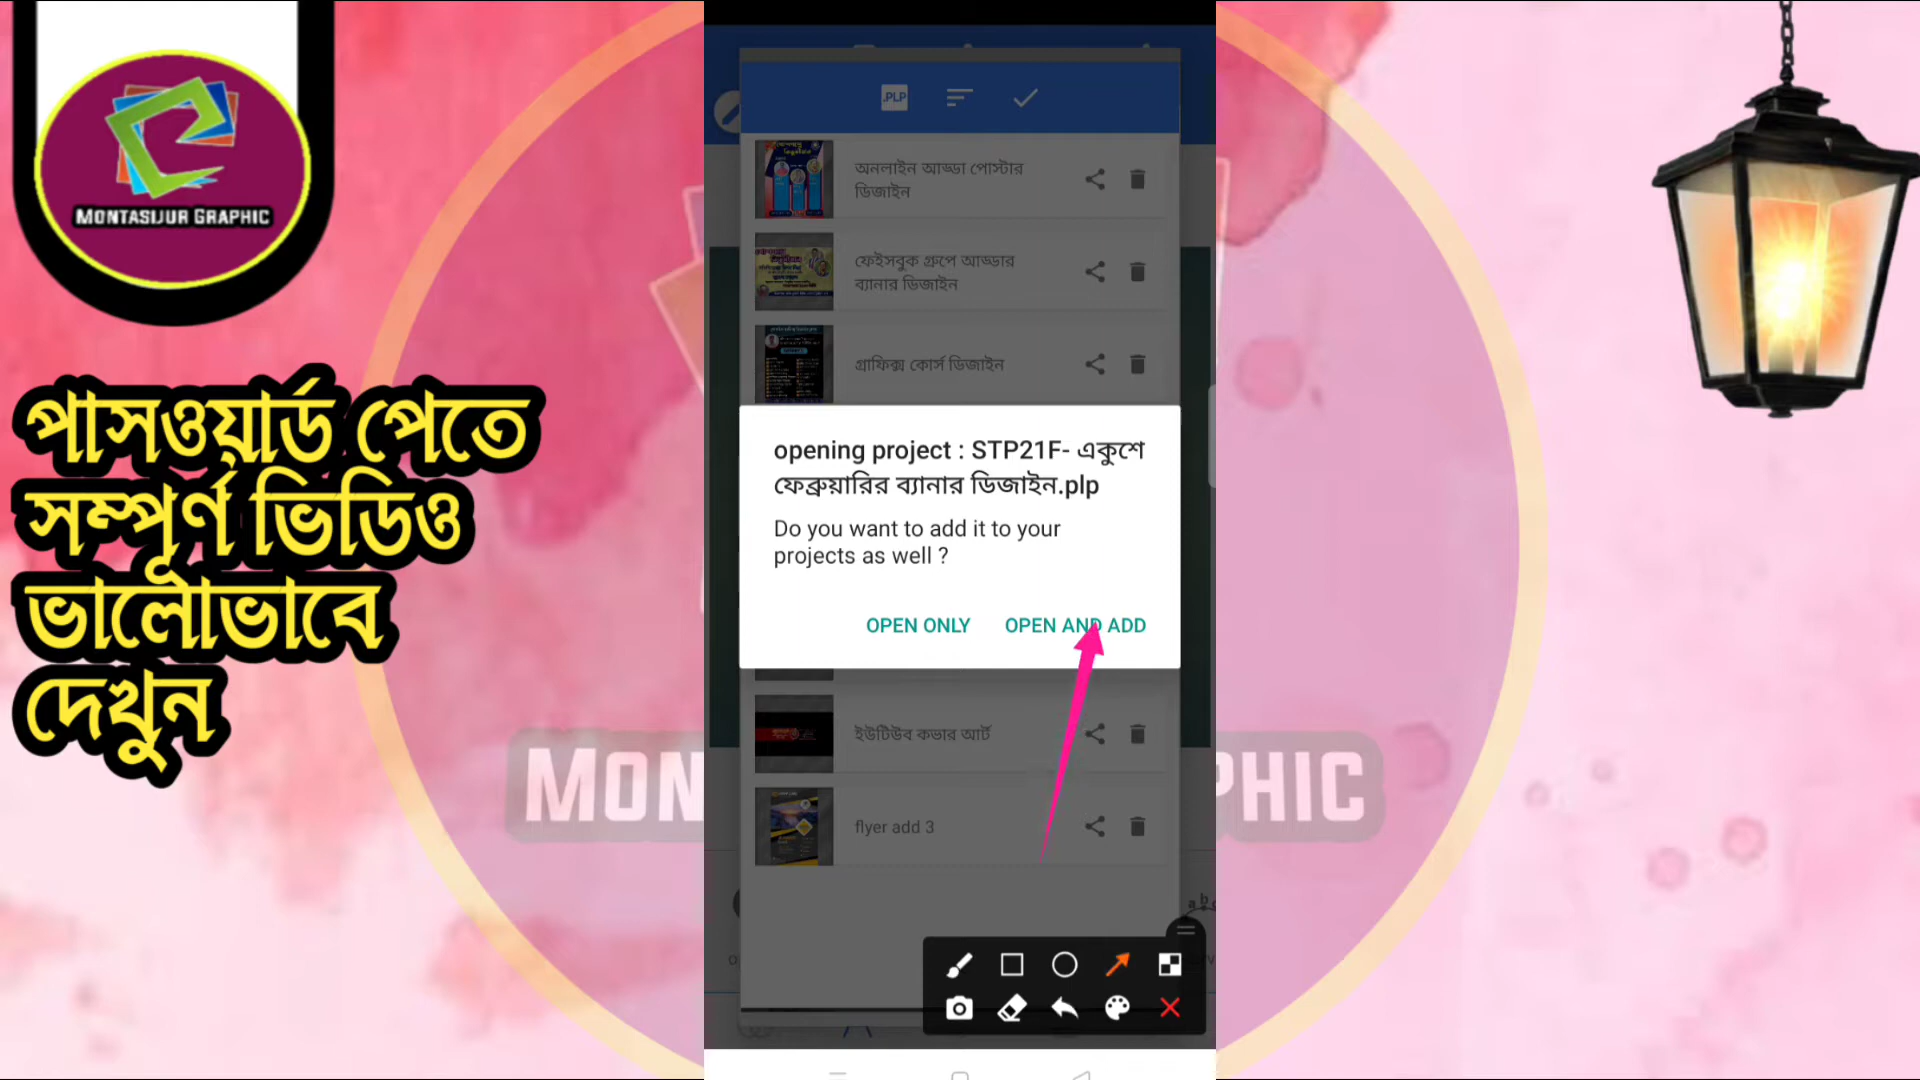 MONTASIJUR GRAPHIC
পাসওয়ার্ড পেতে
সম্পূর্ণ ভিডিও
ভালোভাবে
দেখুন
.PLP
অনলাইন আড্ডা পোস্টার
ডিজাইন
ফেইসবুক গ্রুপে আড্ডার
ব্যানার ডিজাইন
গ্রাফিক্স কোর্স ডিজাইন
opening project : STP21F- একুশে
ফেব্রুয়ারির ব্যানার ডিজাইন.plp
Do you want to add it to your
projects as well ?
OPEN ONLY OPEN AND ADD
ইউটিউব কভার আর্ট
flyer add 3
MON PHIC